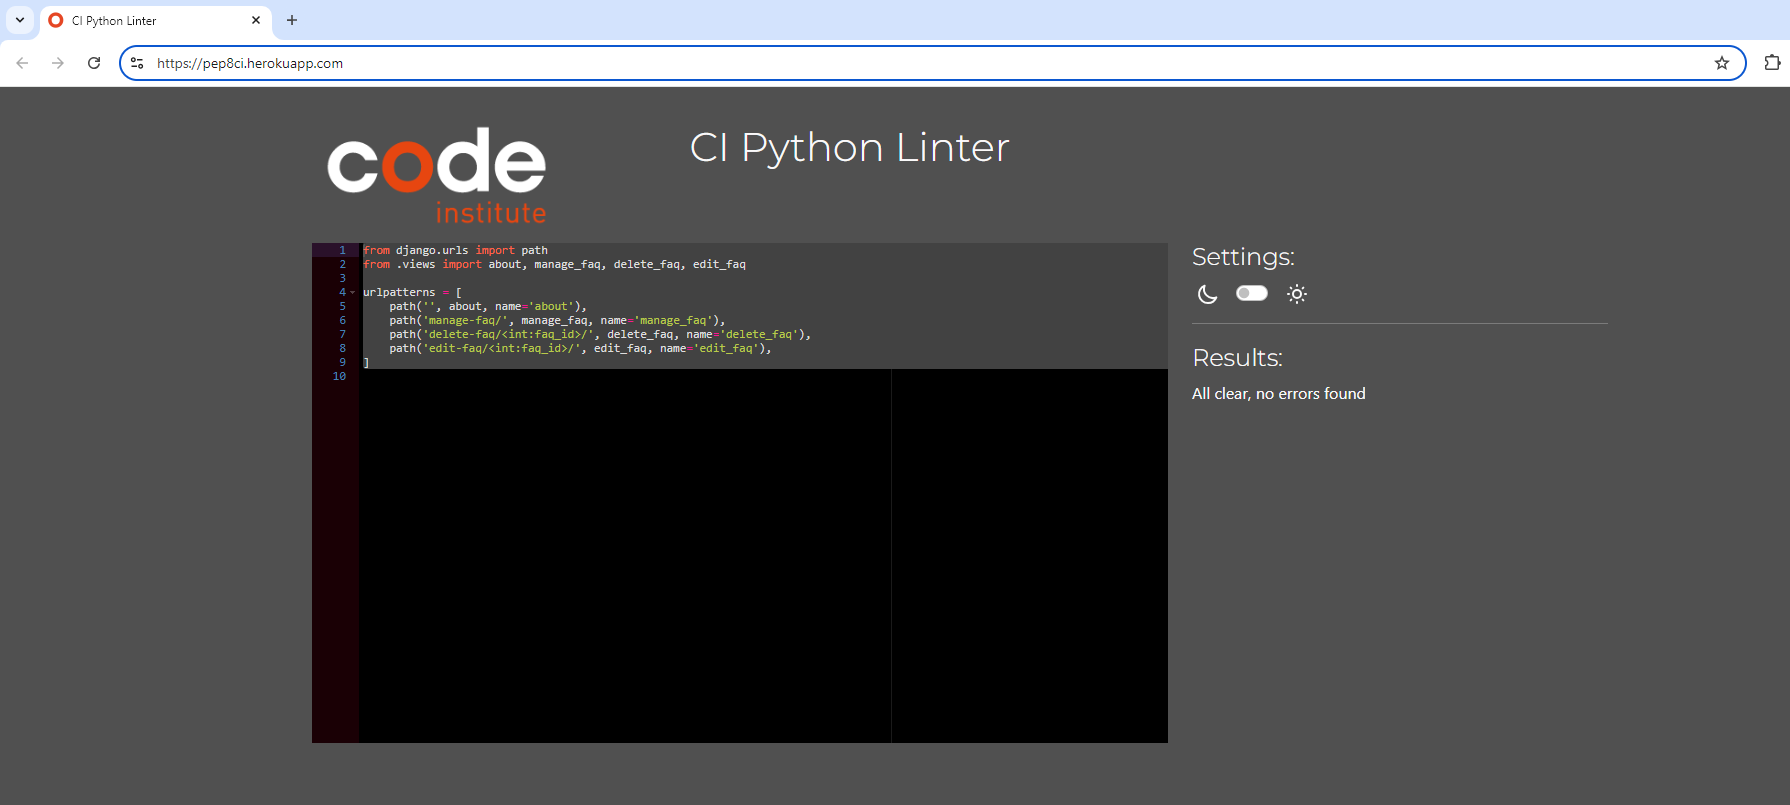 CI Python Linter
https://pep8ci.herokuapp.com
code
institute
CI Python Linter
1 from django.urls import path
2 from .views import about, manage_faq, delete_faq, edit_faq
3
4 urlpatterns = [
5     path('', about, name='about'),
6     path('manage-faq/', manage_faq, name='manage_faq'),
7     path('delete-faq/<int:faq_id>/', delete_faq, name='delete_faq'),
8     path('edit-faq/<int:faq_id>/', edit_faq, name='edit_faq'),
9 ]
10
Settings:
Results:
All clear, no errors found